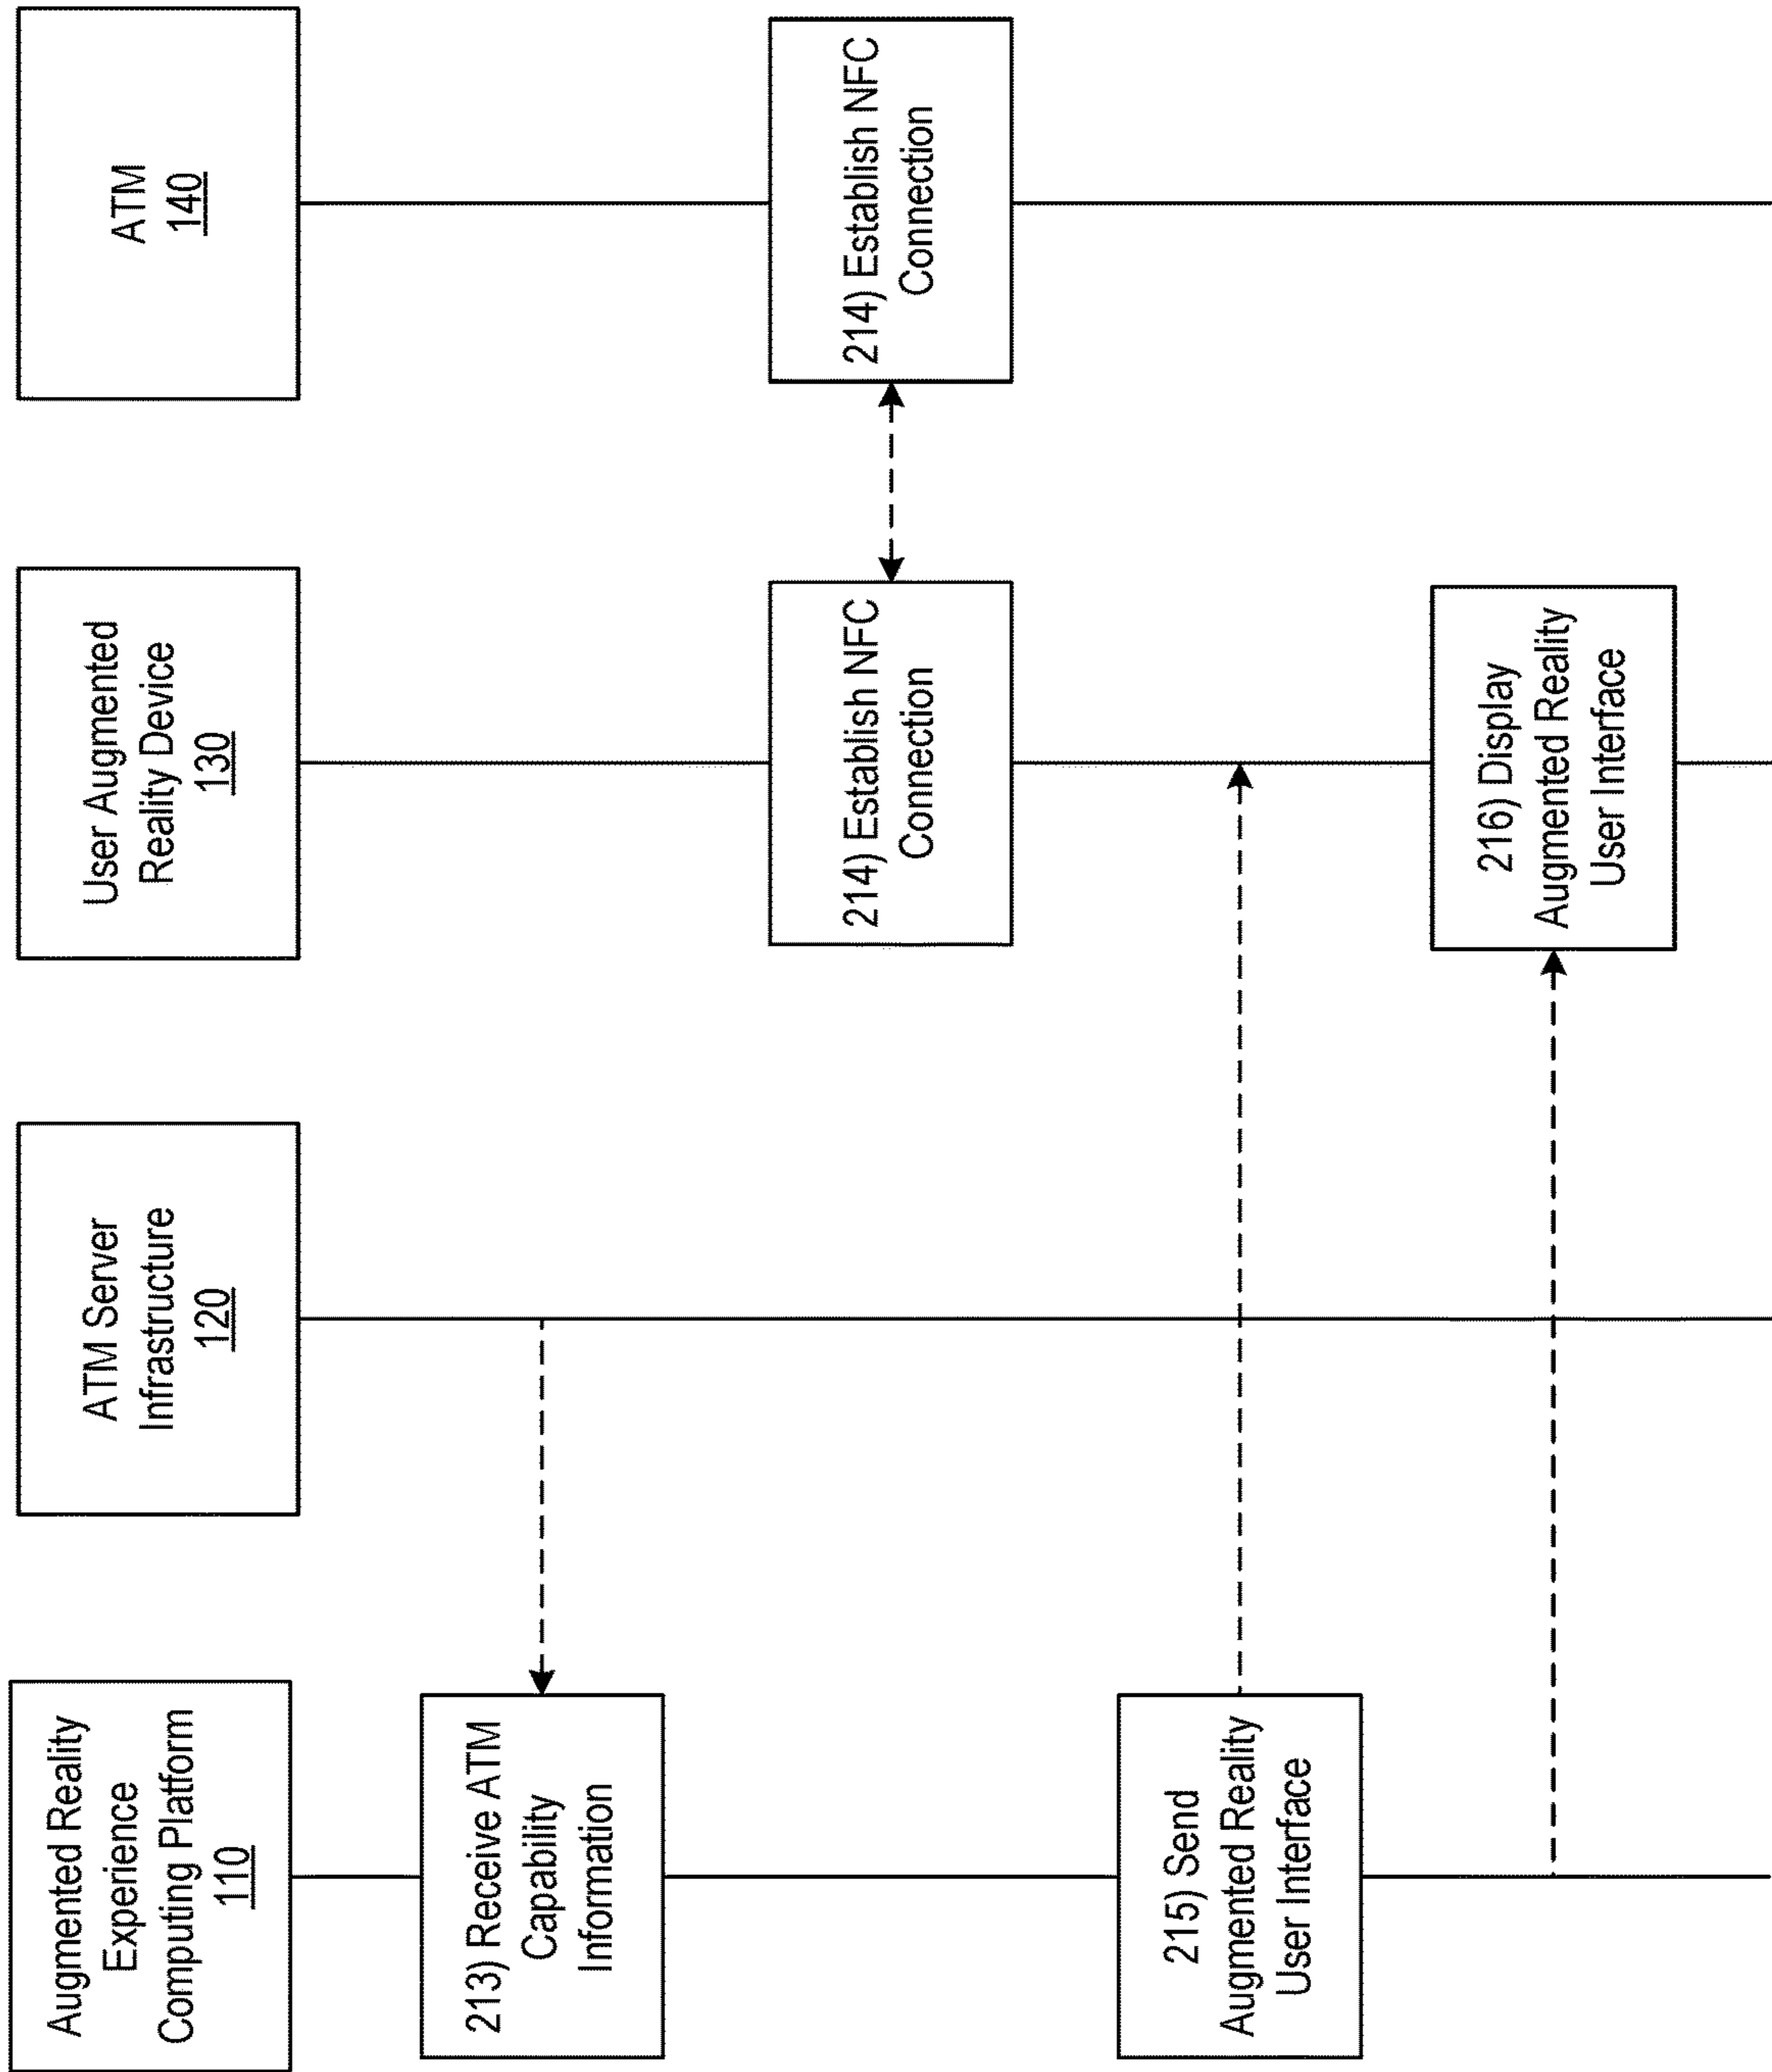 Augmented Reality
Experience
Computing Platform
110
ATM Server
Infrastructure
120
User Augmented
Reality Device
130
ATM
140
213) Receive ATM
Capability
Information
214) Establish NFC
Connection
214) Establish NFC
Connection
215) Send
Augmented Reality
User Interface
216) Display
Augmented Reality
User Interface